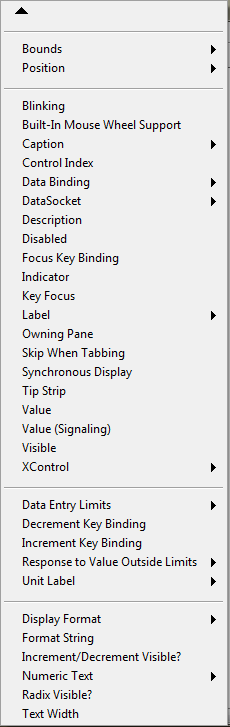 Bounds
Position
Blinking
Built-In Mouse Wheel Support
Caption
Control Index
Data Binding
DataSocket
Description
Disabled
Focus Key Binding
Indicator
Key Focus
Label
Owning Pane
Skip When Tabbing
Synchronous Display
Tip Strip
Value
Value (Signaling)
Visible
XControl
Data Entry Limits
Decrement Key Binding
Increment Key Binding
Response to Value Outside Limits
Unit Label
Display Format
Format String
Increment/Decrement Visible?
Numeric Text
Radix Visible?
Text Width